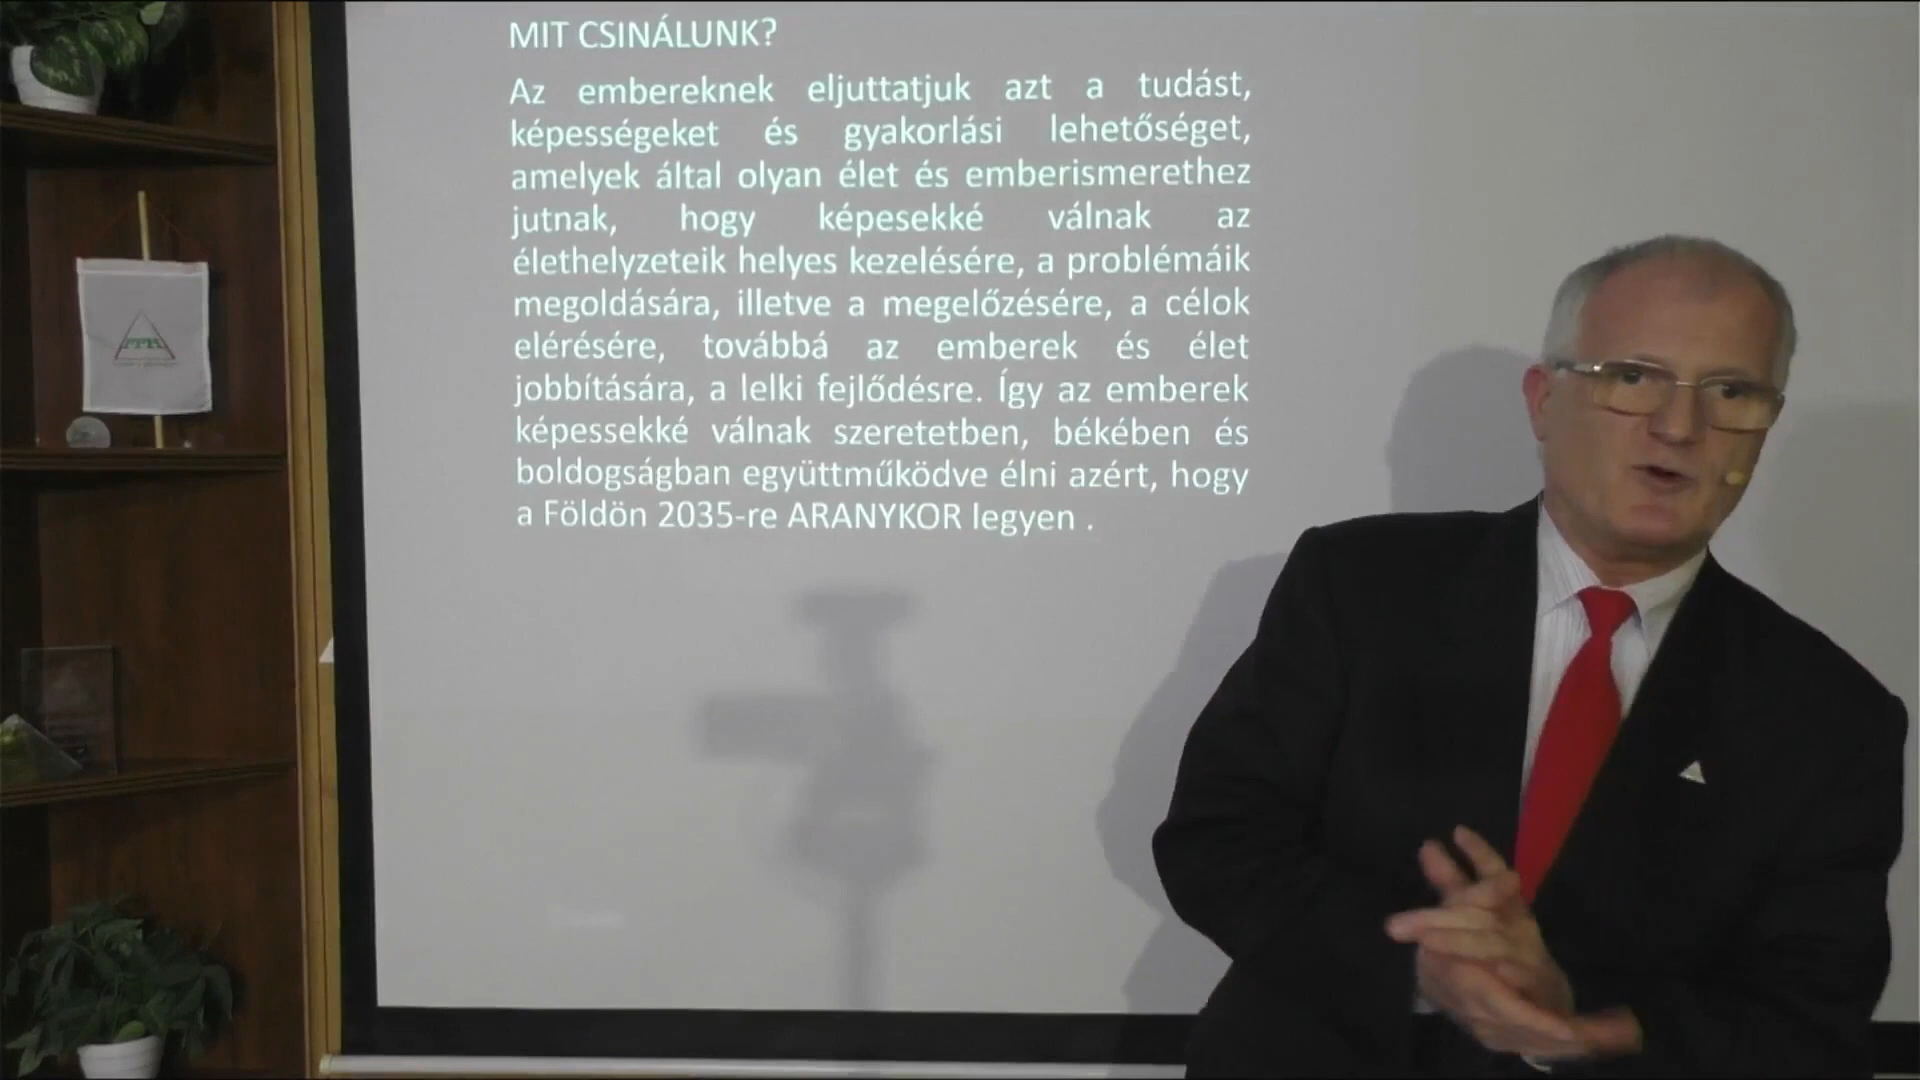 MIT CSINÁLUNK?
Az embereknek eljuttatjuk azt a tudást,
képességeket és gyakorlási lehetőséget,
amelyek által olyan élet és emberismerethez
jutnak, hogy képesekké válnak az
élethelyzeteik helyes kezelésére, a problémáik
megoldására, illetve a megelőzésére, a célok
elérésére, továbbá az emberek és élet
jobbítására, a lelki fejlődésre. Így az emberek
képessekké válnak szeretetben, békében és
boldogságban együttműködve élni azért, hogy
a Földön 2035-re ARANYKOR legyen .